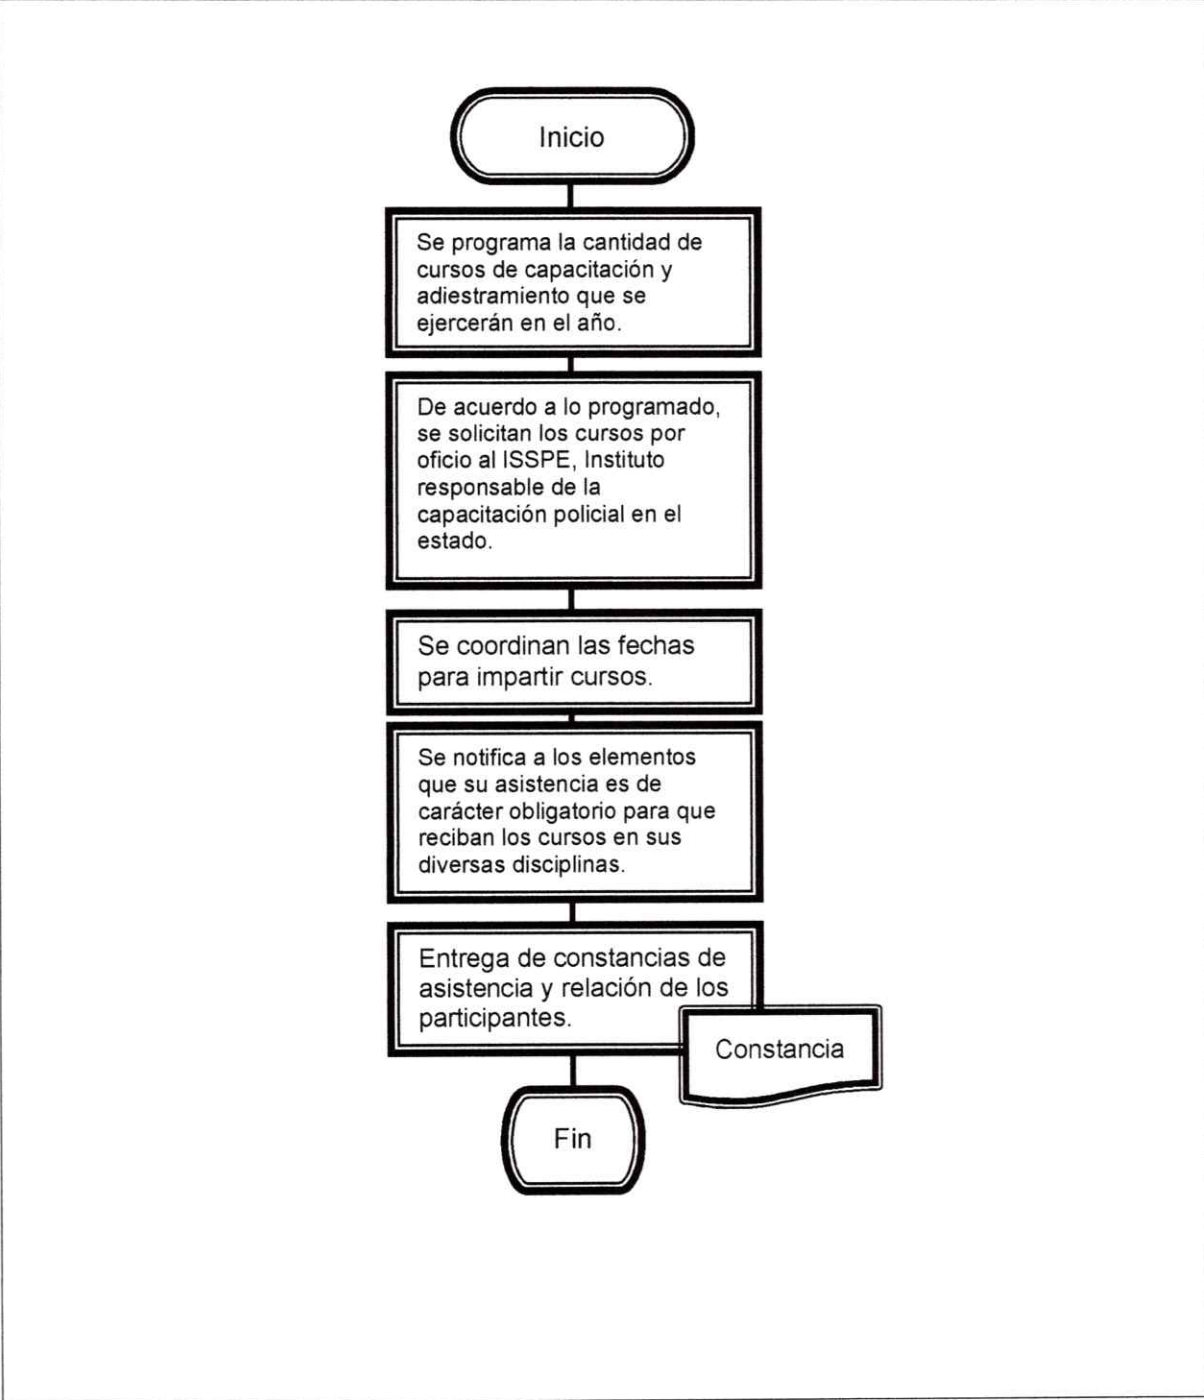 Inicio
Se programa la cantidad de
cursos de capacitación y
adiestramiento que se
ejercerán en el año.
De acuerdo a lo programado,
se solicitan los cursos por
oficio al ISSPE, Instituto
responsable de la
capacitación policial en el
estado.
Se coordinan las fechas
para impartir cursos.
Se notifica a los elementos
que su asistencia es de
carácter obligatorio para que
reciban los cursos en sus
diversas disciplinas.
Entrega de constancias de
asistencia y relación de los
participantes.
Constancia
Fin